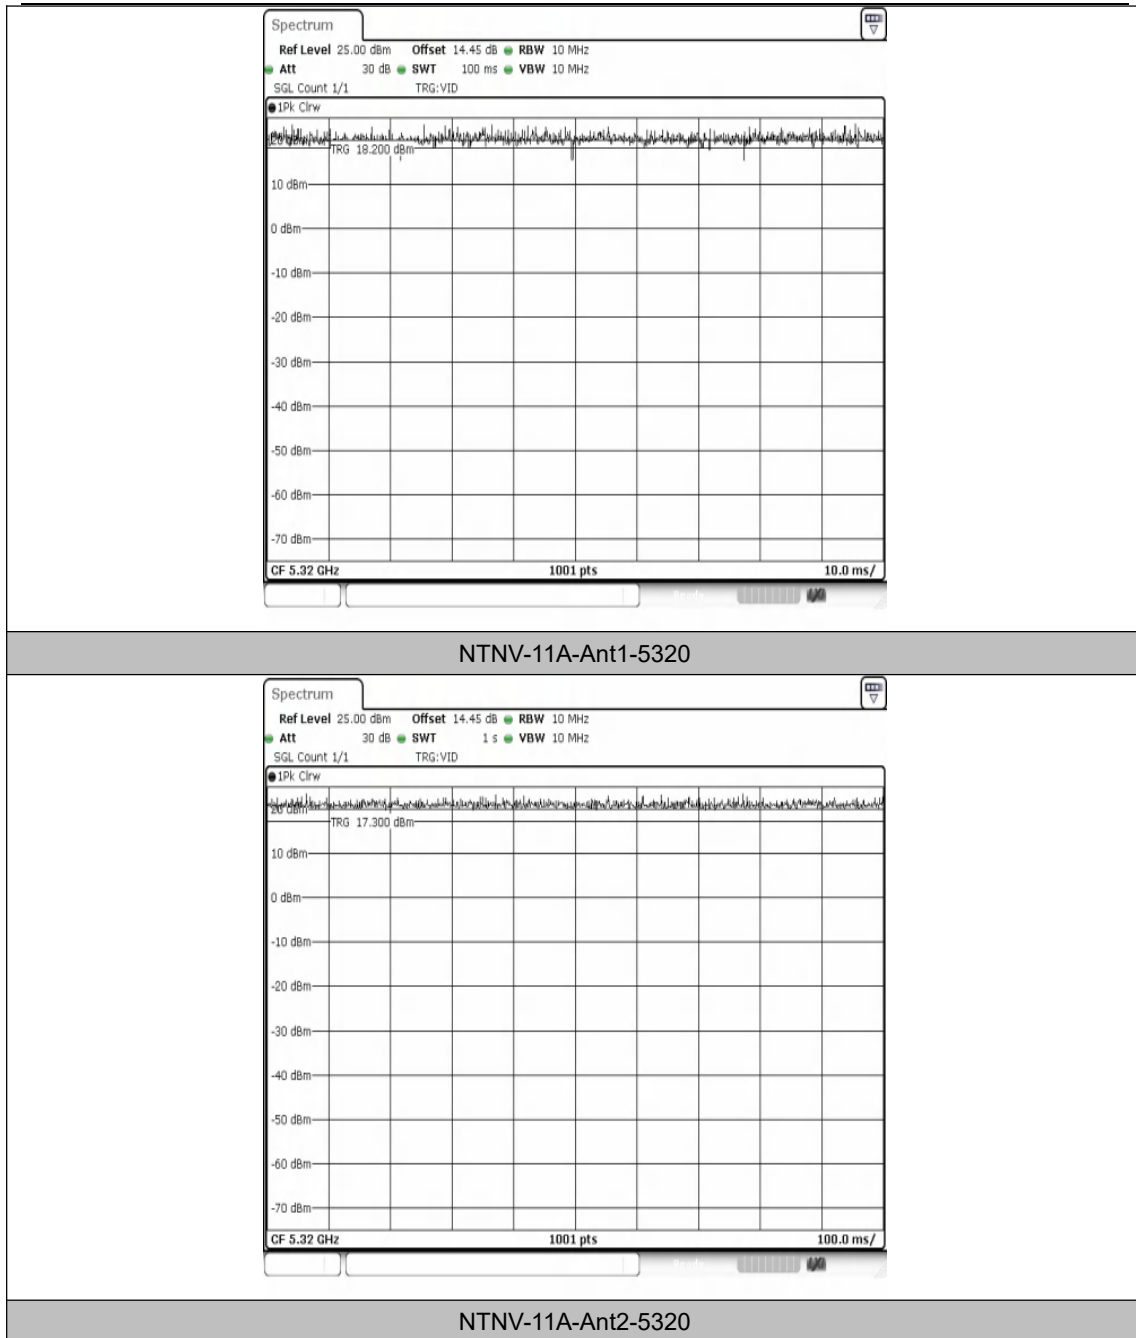 Spectrum
Ref Level 25.00 dBm Offset 14.45 dB RBW 10 MHz
Att 30 dB SWT 100 ms VBW 10 MHz
SGL Count 1/1 TRG:VID
1Pk Clrw
20 dBm
TRG 18.200 dBm
10 dBm
0 dBm
-10 dBm
-20 dBm
-30 dBm
-40 dBm
-50 dBm
-60 dBm
-70 dBm
CF 5.32 GHz 1001 pts 10.0 ms/
NTNV-11A-Ant1-5320
Spectrum
Ref Level 25.00 dBm Offset 14.45 dB RBW 10 MHz
Att 30 dB SWT 1 s VBW 10 MHz
SGL Count 1/1 TRG:VID
1Pk Clrw
20 dBm
TRG 17.300 dBm
10 dBm
0 dBm
-10 dBm
-20 dBm
-30 dBm
-40 dBm
-50 dBm
-60 dBm
-70 dBm
CF 5.32 GHz 1001 pts 100.0 ms/
NTNV-11A-Ant2-5320